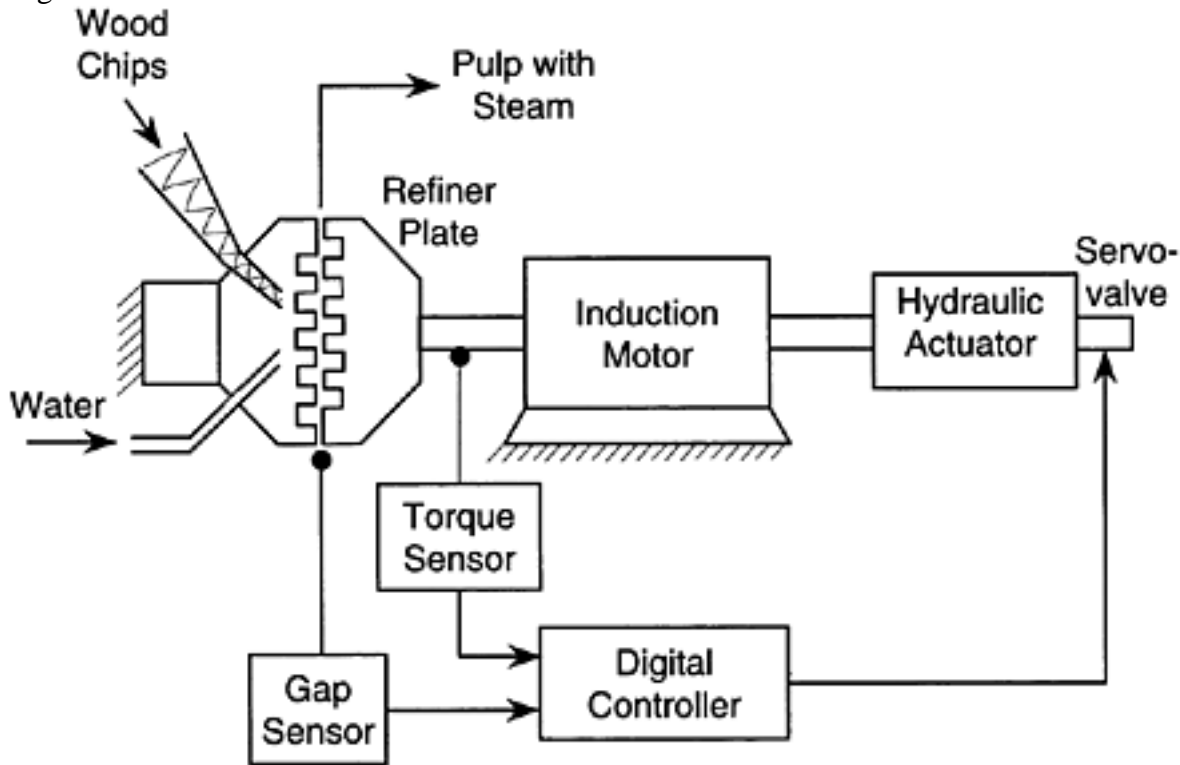 Wood
Chips
Pulp with
Steam
Refiner
Plate
Servo-
valve
Induction
Motor
Hydraulic
Actuator
Water
Torque
Sensor
Gap
Sensor
Digital
Controller